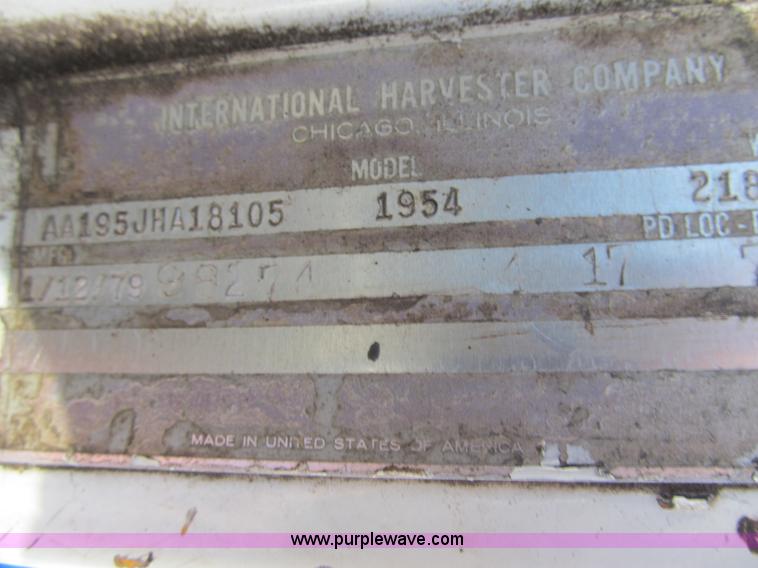 INTERNATIONAL HARVESTER COMPANY
CHICAGO, ILLINOIS
MODEL
AA195JHA18105 1954 218
MFG PD LOC -
1/12/79 17
MADE IN UNITED STATES OF AMERICA
www.purplewave.com